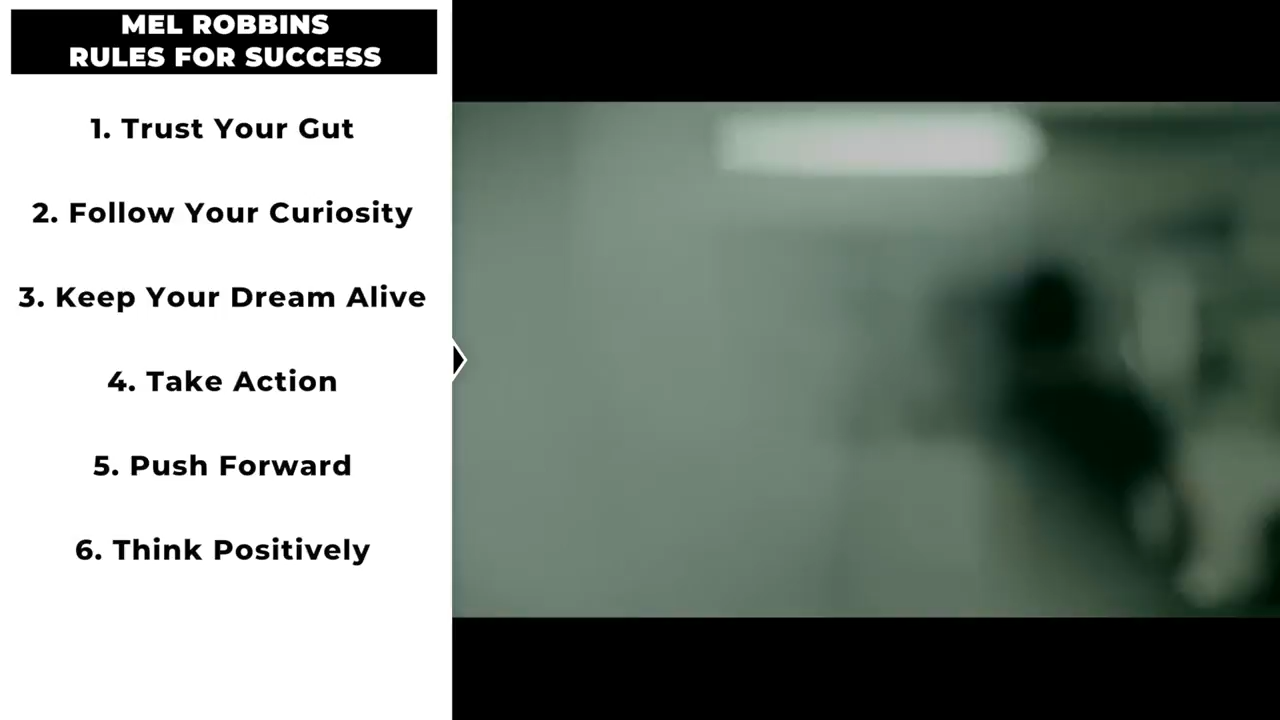 MEL ROBBINS
RULES FOR SUCCESS
1. Trust Your Gut
2. Follow Your Curiosity
3. Keep Your Dream Alive
4. Take Action
5. Push Forward
6. Think Positively